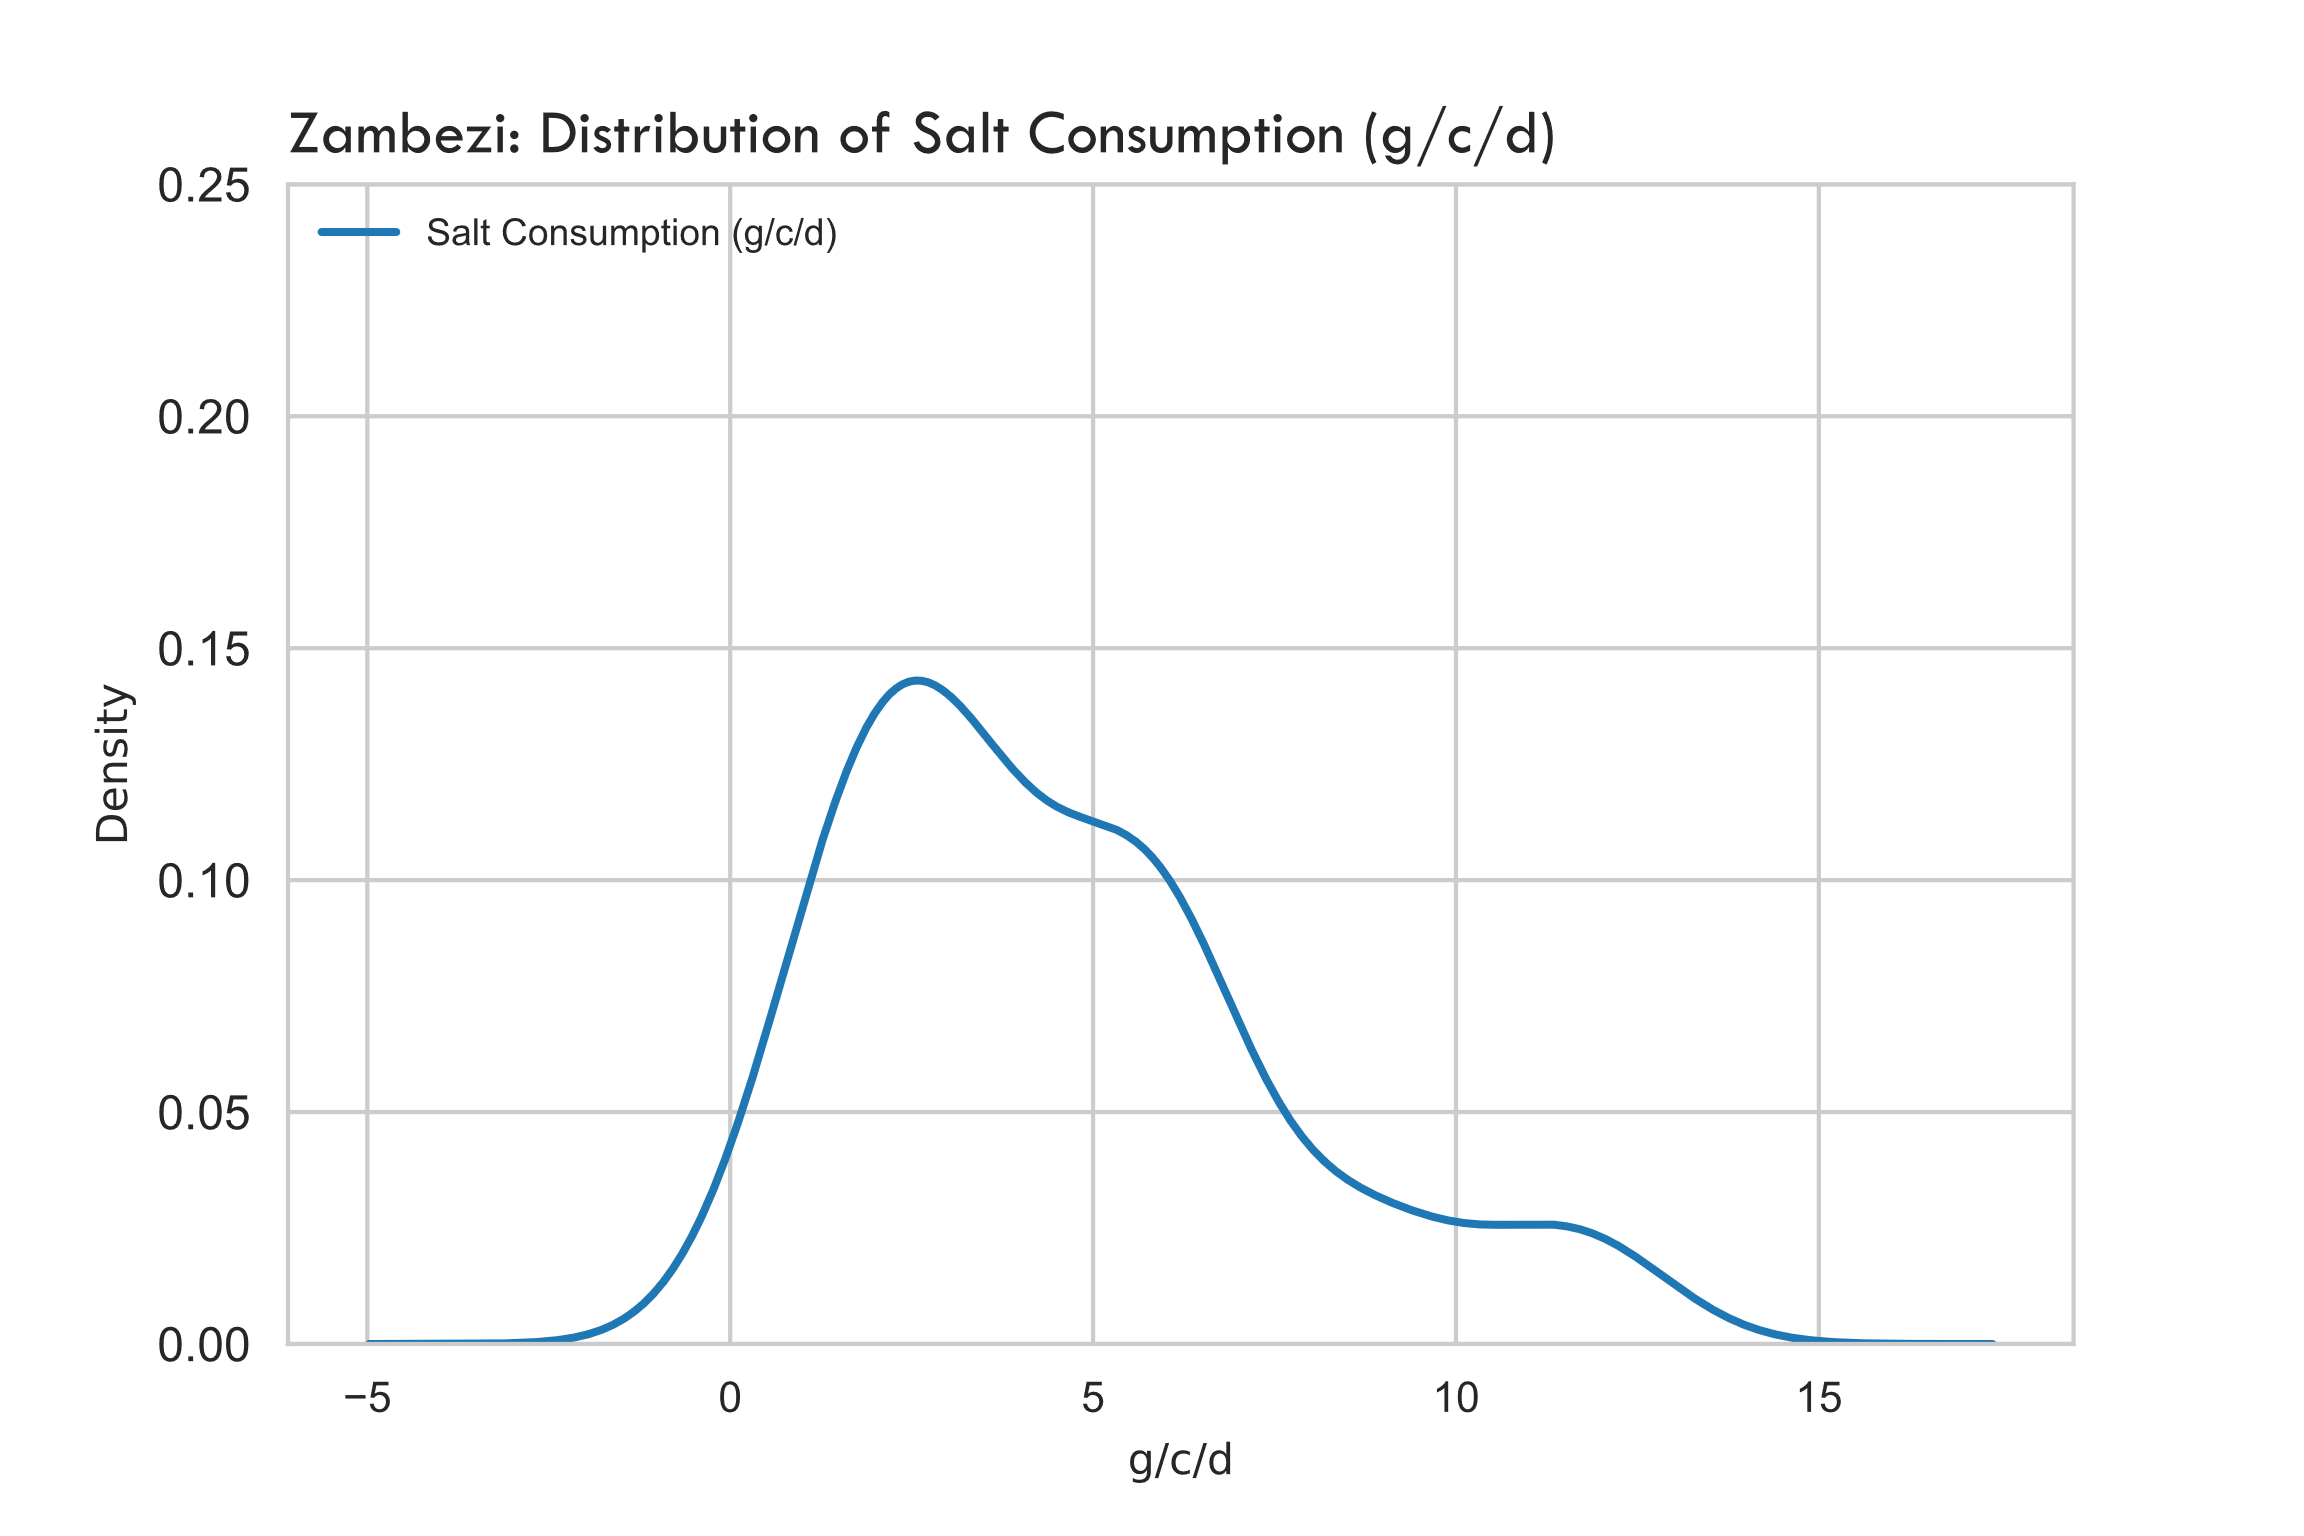 Zambezi: Distribution of Salt Consumption (g/c/d)
0.25
Salt Consumption (g/c/d)
0.20
0.15
Density
0.10
0.05
0.00
−5 0 5 10 15
g/c/d